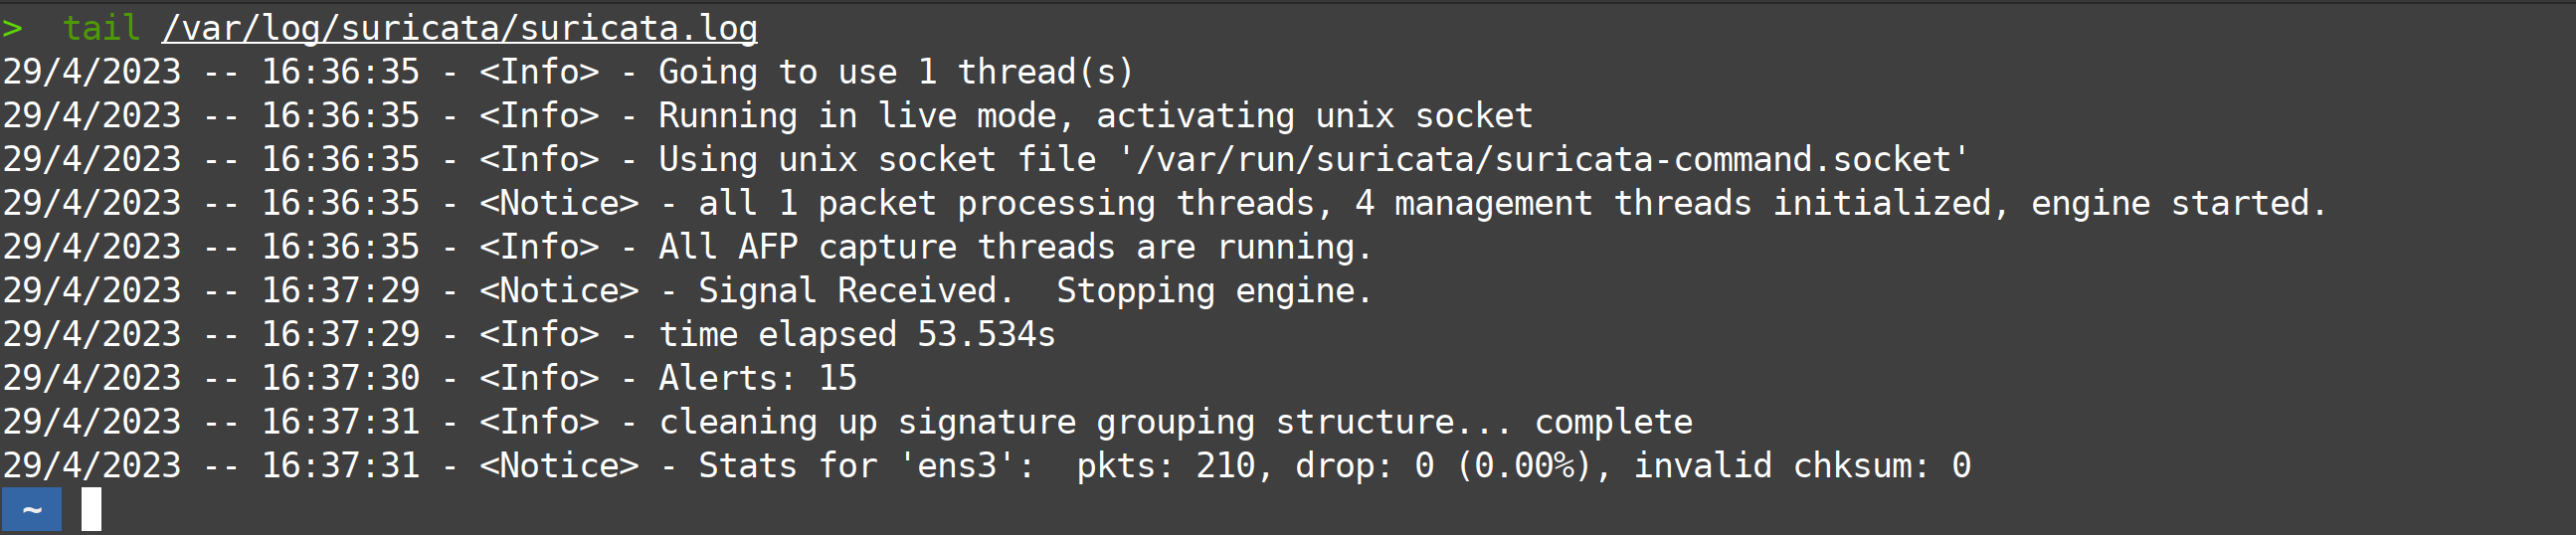 >  tail /var/log/suricata/suricata.log
29/4/2023 -- 16:36:35 - <Info> - Going to use 1 thread(s)
29/4/2023 -- 16:36:35 - <Info> - Running in live mode, activating unix socket
29/4/2023 -- 16:36:35 - <Info> - Using unix socket file '/var/run/suricata/suricata-command.socket'
29/4/2023 -- 16:36:35 - <Notice> - all 1 packet processing threads, 4 management threads initialized, engine started.
29/4/2023 -- 16:36:35 - <Info> - All AFP capture threads are running.
29/4/2023 -- 16:37:29 - <Notice> - Signal Received.  Stopping engine.
29/4/2023 -- 16:37:29 - <Info> - time elapsed 53.534s
29/4/2023 -- 16:37:30 - <Info> - Alerts: 15
29/4/2023 -- 16:37:31 - <Info> - cleaning up signature grouping structure... complete
29/4/2023 -- 16:37:31 - <Notice> - Stats for 'ens3':  pkts: 210, drop: 0 (0.00%), invalid chksum: 0
~